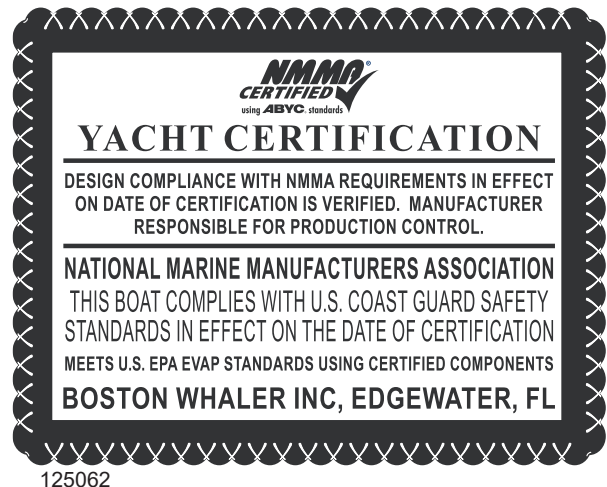 NMMA®
CERTIFIED
using ABYC. standards
YACHT CERTIFICATION
DESIGN COMPLIANCE WITH NMMA REQUIREMENTS IN EFFECT
ON DATE OF CERTIFICATION IS VERIFIED. MANUFACTURER
RESPONSIBLE FOR PRODUCTION CONTROL.
NATIONAL MARINE MANUFACTURERS ASSOCIATION
THIS BOAT COMPLIES WITH U.S. COAST GUARD SAFETY
STANDARDS IN EFFECT ON THE DATE OF CERTIFICATION
MEETS U.S. EPA EVAP STANDARDS USING CERTIFIED COMPONENTS
BOSTON WHALER INC, EDGEWATER, FL
125062